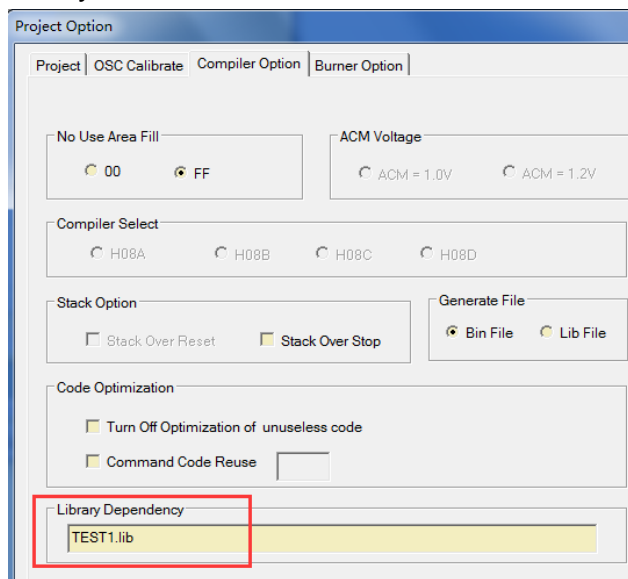 Project Option
Project OSC Calibrate Compiler Option Burner Option
No Use Area Fill
ACM Voltage
00 FF
ACM = 1.0V ACM = 1.2V
Compiler Select
H08A H08B H08C H08D
Stack Option
Generate File
Stack Over Reset Stack Over Stop
Bin File Lib File
Code Optimization
Turn Off Optimization of unuseless code
Command Code Reuse
Library Dependency
TEST1.lib